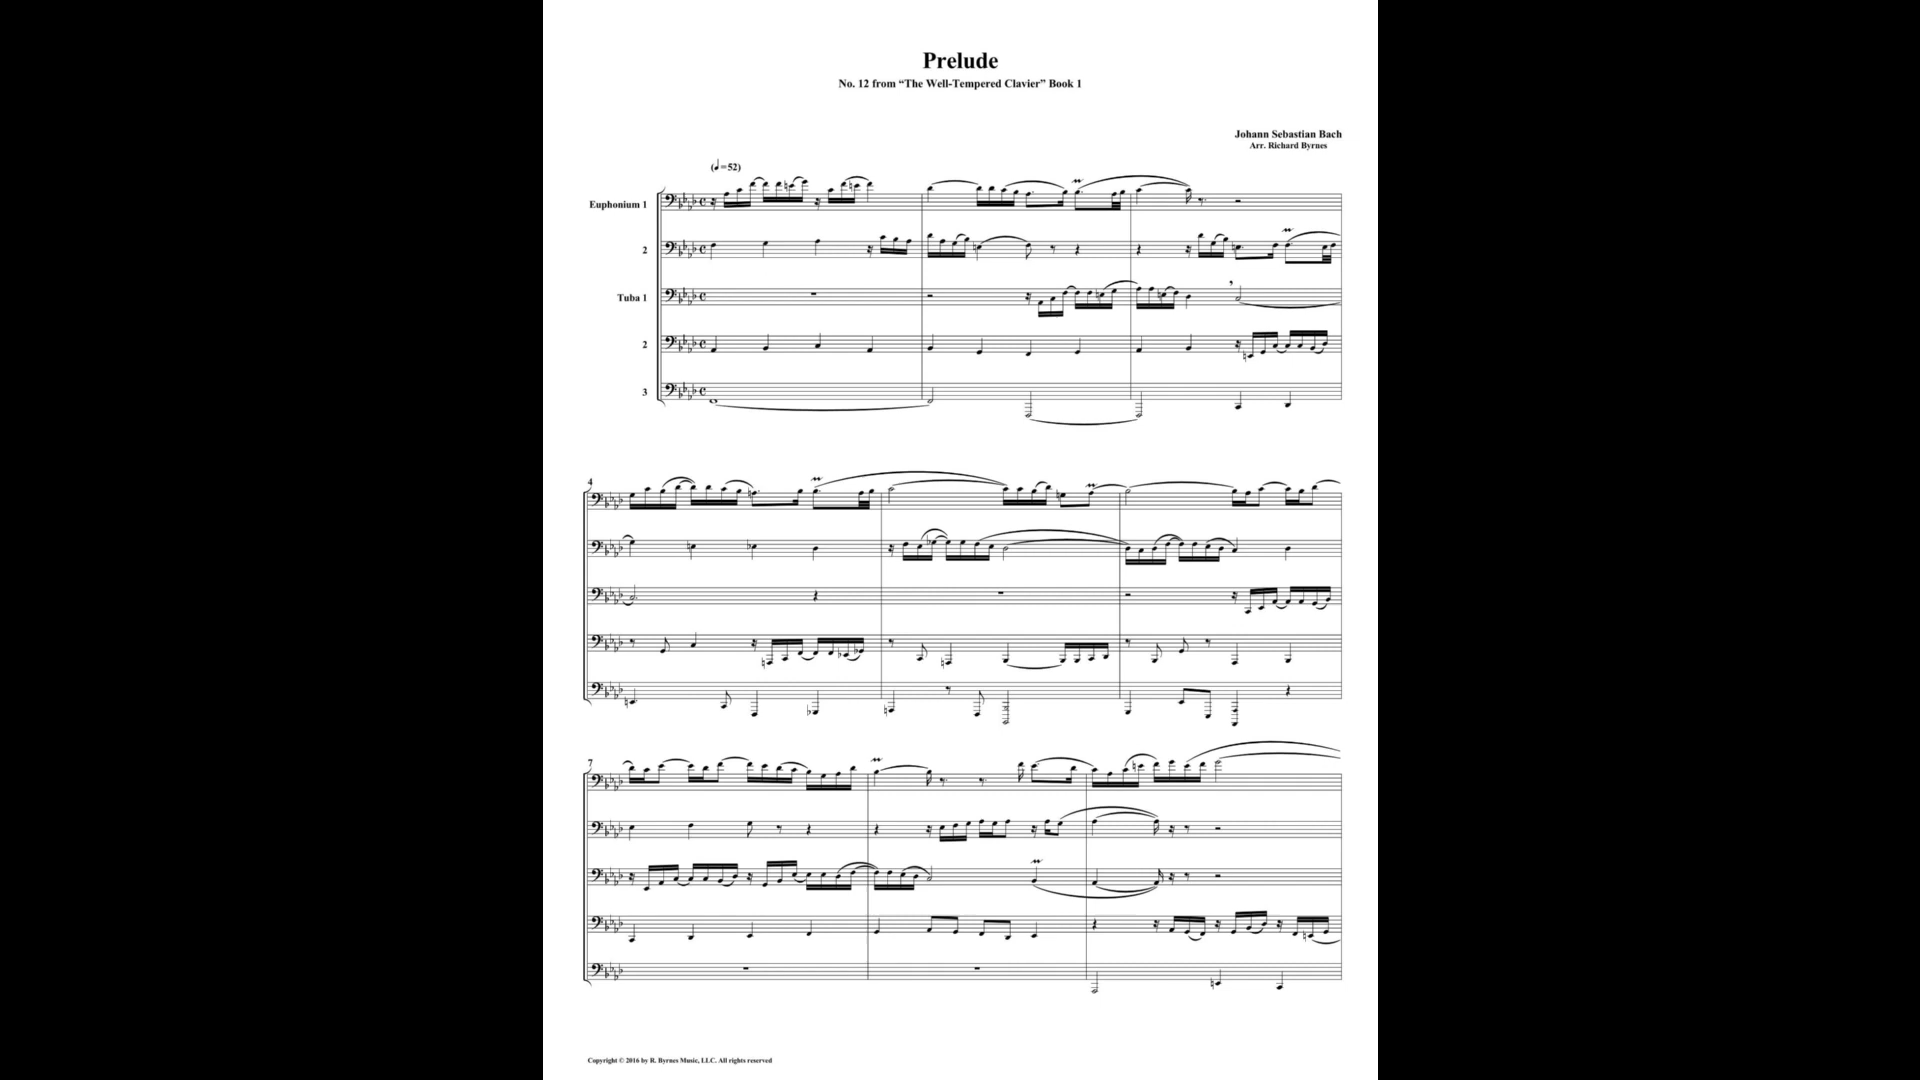 Prelude
No. 12 from “The Well-Tempered Clavier” Book 1
Johann Sebastian Bach
Arr. Richard Byrnes
(♩=52)
Euphonium 1
2
Tuba 1
2
3
4
7
Copyright © 2016 by R. Byrnes Music, LLC. All rights reserved